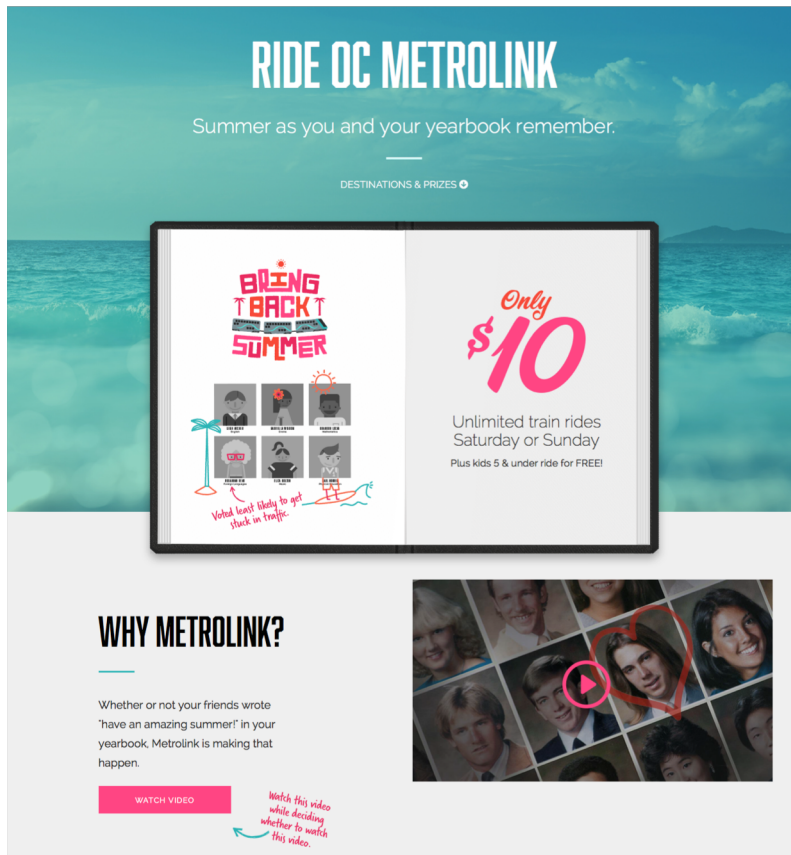 RIDE OC METROLINK
Summer as you and your yearbook remember.
DESTINATIONS & PRIZES
BRING
BACK
SUMMER
Only
$10
Unlimited train rides
Saturday or Sunday
Plus kids 5 & under ride for FREE!
Voted least likely to get
stuck in traffic.
WHY METROLINK?
Whether or not your friends wrote
"have an amazing summer!" in your
yearbook, Metrolink is making that
happen.
WATCH VIDEO
Watch this video
while deciding
whether to watch
this video.